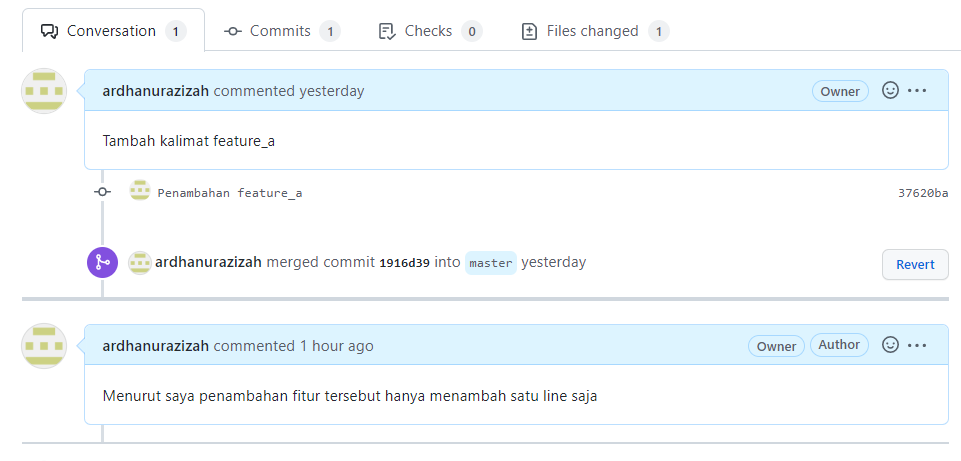 Conversation 1 Commits 1 Checks 0 Files changed 1
ardhanurazizah commented yesterday Owner
Tambah kalimat feature_a
Penambahan feature_a 37620ba
ardhanurazizah merged commit 1916d39 into master yesterday Revert
ardhanurazizah commented 1 hour ago Owner Author
Menurut saya penambahan fitur tersebut hanya menambah satu line saja